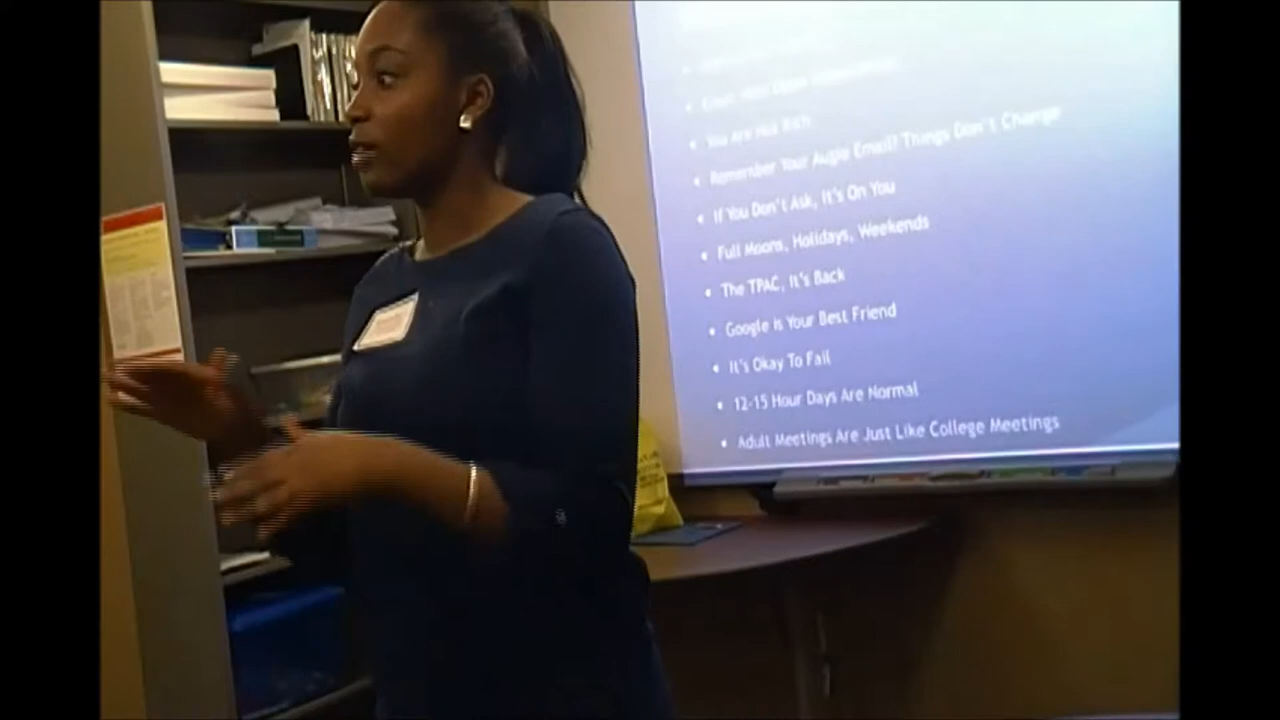 You Are Not Rich
Remember Your Augie Email? Things Don't Change
If You Don't Ask, It's On You
Full Moons, Holidays, Weekends
The TPAC, It's Back
Google is Your Best Friend
It's Okay To Fail
12-15 Hour Days Are Normal
Adult Meetings Are Just Like College Meetings